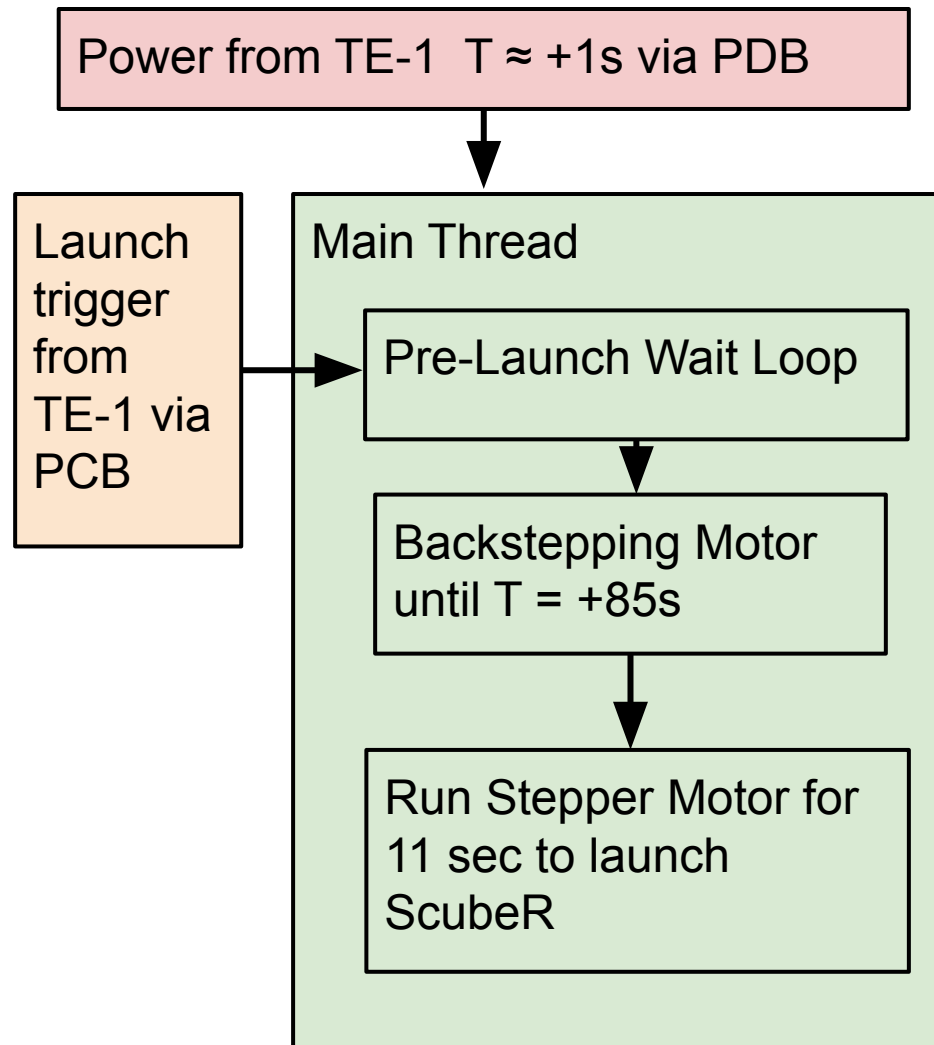 Power from TE-1  T ≈ +1s via PDB
Launch
trigger
from
TE-1 via
PCB
Main Thread
Pre-Launch Wait Loop
Backstepping Motor
until T = +85s
Run Stepper Motor for
11 sec to launch
ScubeR